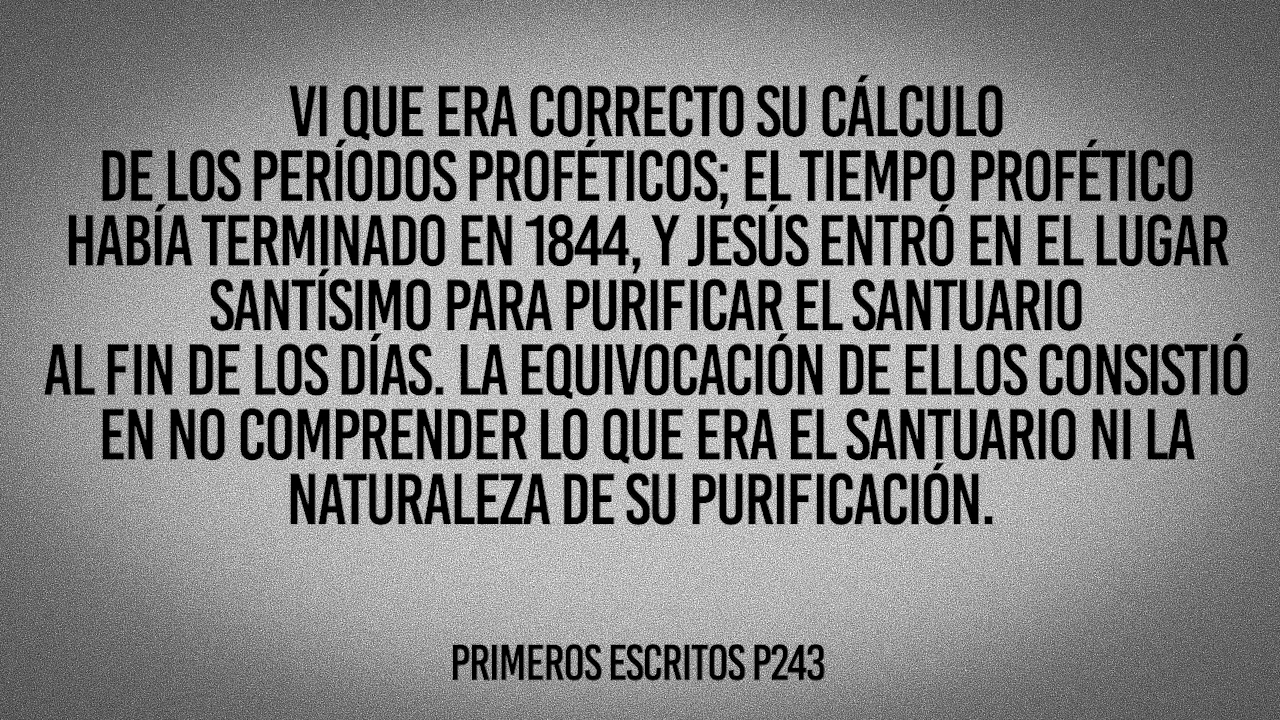 VI QUE ERA CORRECTO SU CÁLCULO
DE LOS PERÍODOS PROFÉTICOS; EL TIEMPO PROFÉTICO
HABÍA TERMINADO EN 1844, Y JESÚS ENTRÓ EN EL LUGAR
SANTÍSIMO PARA PURIFICAR EL SANTUARIO
AL FIN DE LOS DÍAS. LA EQUIVOCACIÓN DE ELLOS CONSISTIÓ
EN NO COMPRENDER LO QUE ERA EL SANTUARIO NI LA
NATURALEZA DE SU PURIFICACIÓN.
PRIMEROS ESCRITOS P243